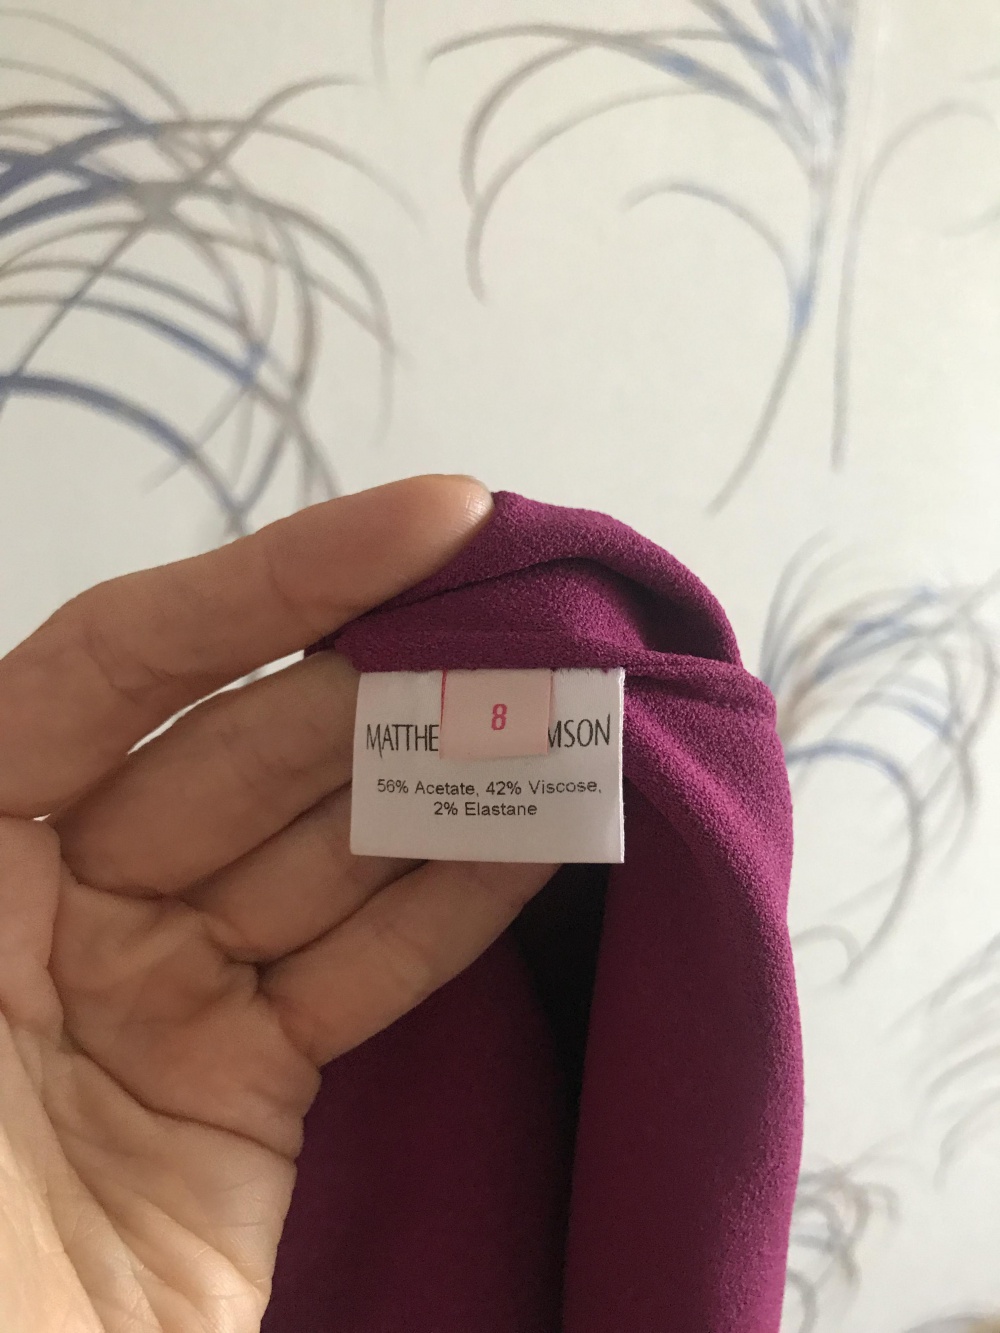 8
MATTHE MSON
56% Acetate, 42% Viscose,
2% Elastane